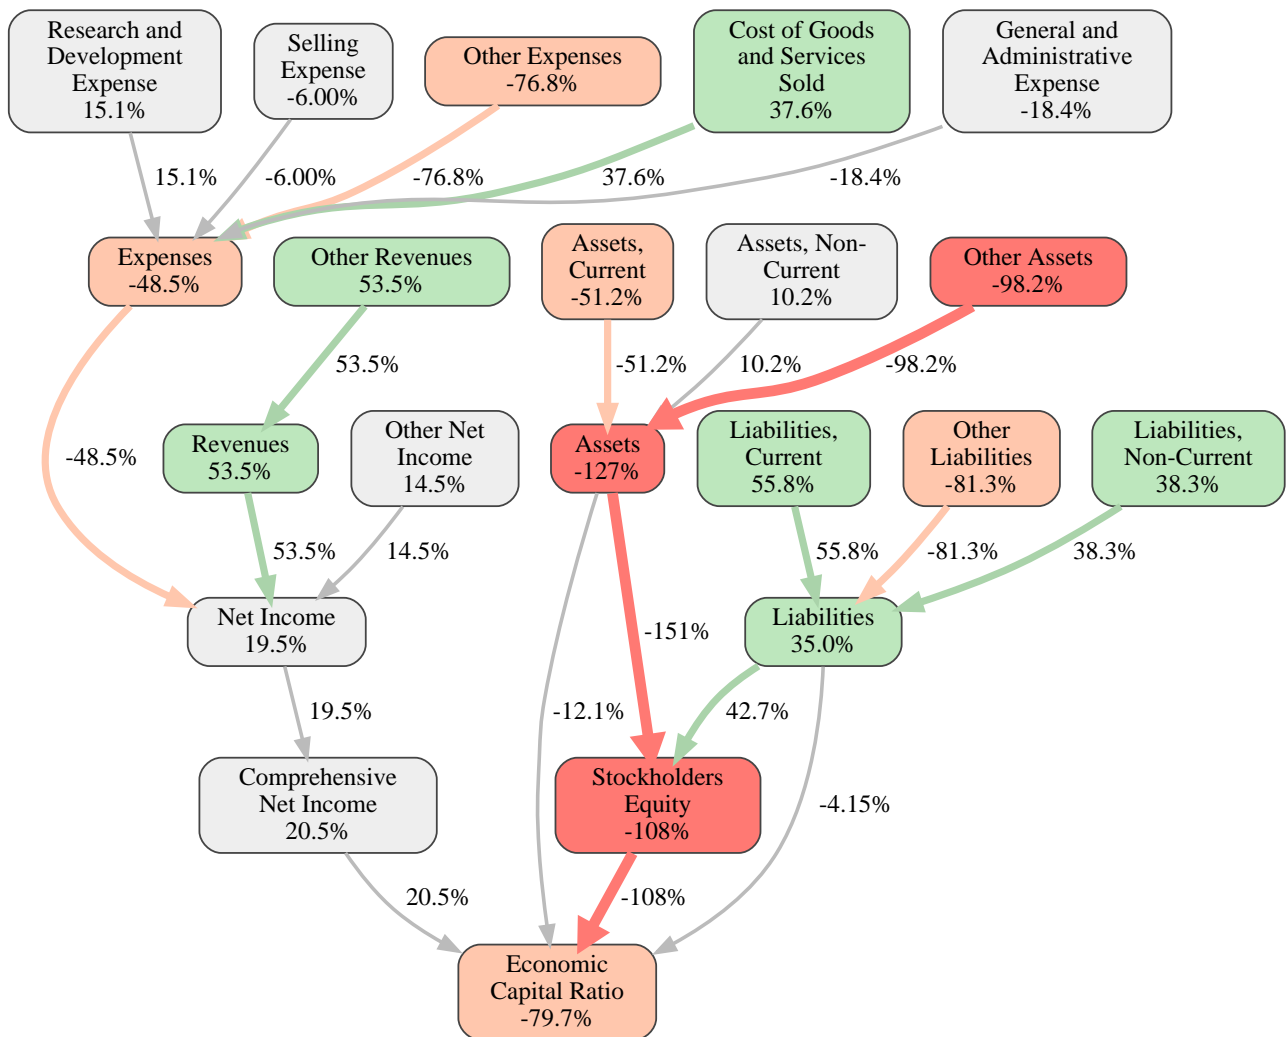 Research and
Development
Expense
15.1%
Selling
Expense
-6.00%
Other Expenses
-76.8%
Cost of Goods
and Services
Sold
37.6%
General and
Administrative
Expense
-18.4%
15.1%
-6.00%
-76.8%
37.6%
-18.4%
Expenses
-48.5%
Other Revenues
53.5%
Assets,
Current
-51.2%
Assets, Non-
Current
10.2%
Other Assets
-98.2%
53.5%
-51.2%
10.2%
-98.2%
-48.5%
Revenues
53.5%
Other Net
Income
14.5%
Assets
-127%
Liabilities,
Current
55.8%
Other
Liabilities
-81.3%
Liabilities,
Non-Current
38.3%
53.5%
14.5%
55.8%
-81.3%
38.3%
Net Income
19.5%
-151%
Liabilities
35.0%
19.5%
-12.1%
42.7%
Comprehensive
Net Income
20.5%
Stockholders
Equity
-108%
-4.15%
20.5%
-108%
Economic
Capital Ratio
-79.7%